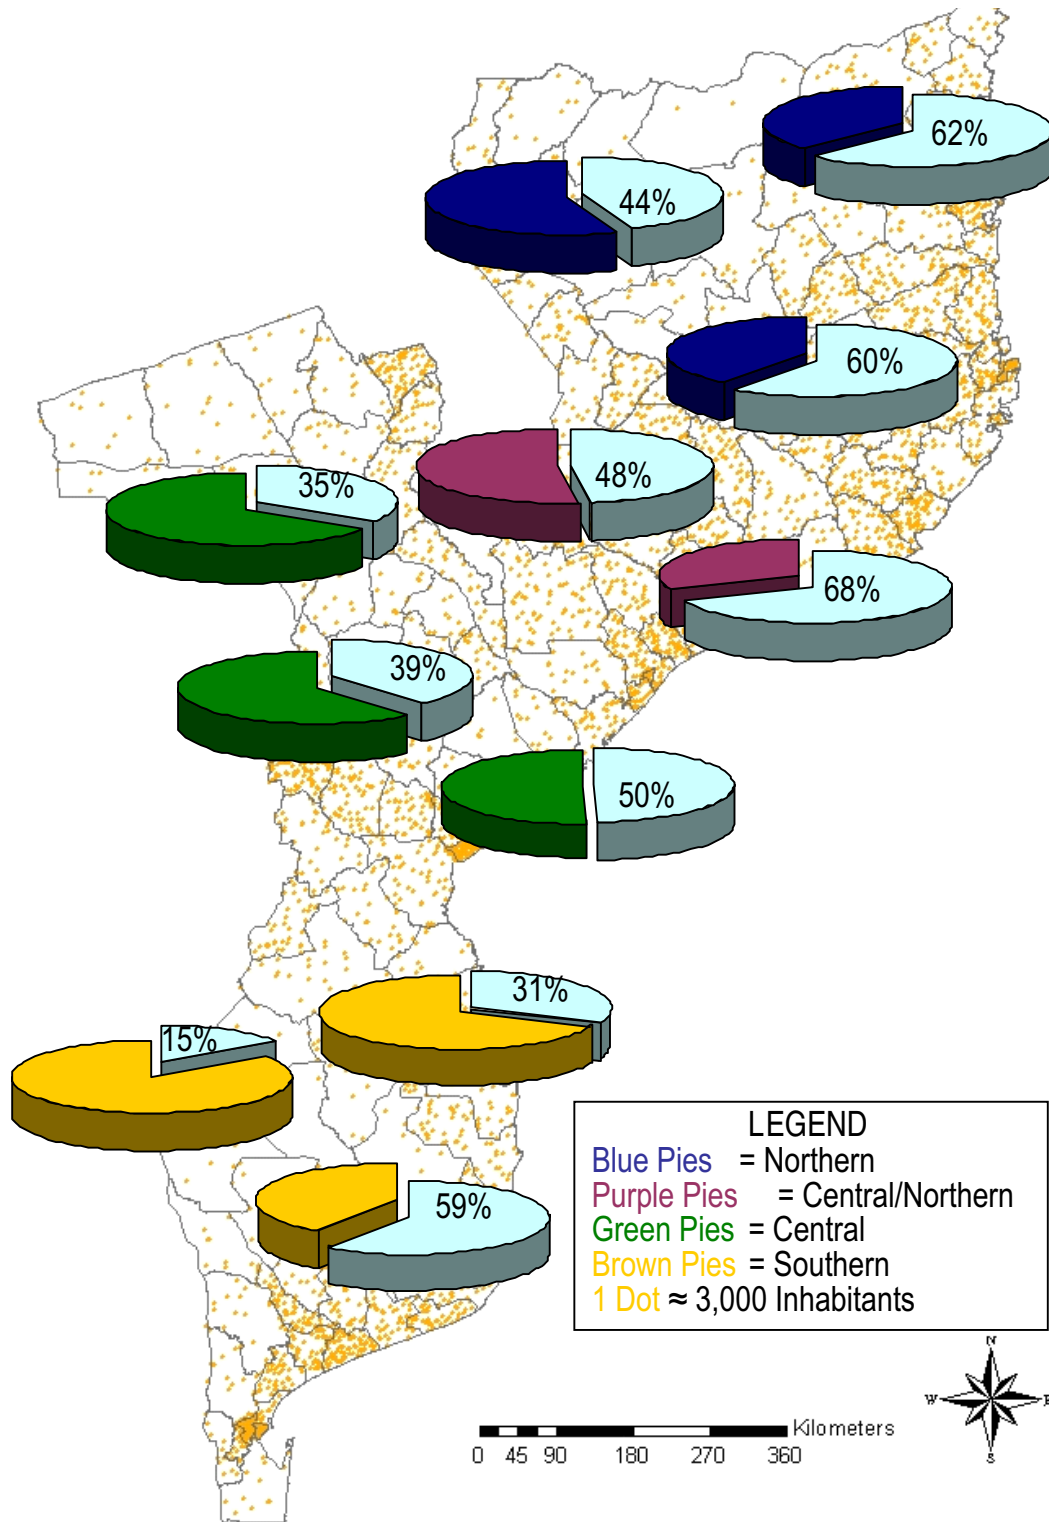 62%
44%
60%
48%
35%
68%
39%
50%
31%
15%
59%
LEGEND
Blue Pies = Northern
Purple Pies = Central/Northern
Green Pies = Central
Brown Pies = Southern
1 Dot ≈ 3,000 Inhabitants
N
W E
S
Kilometers
0 45 90 180 270 360